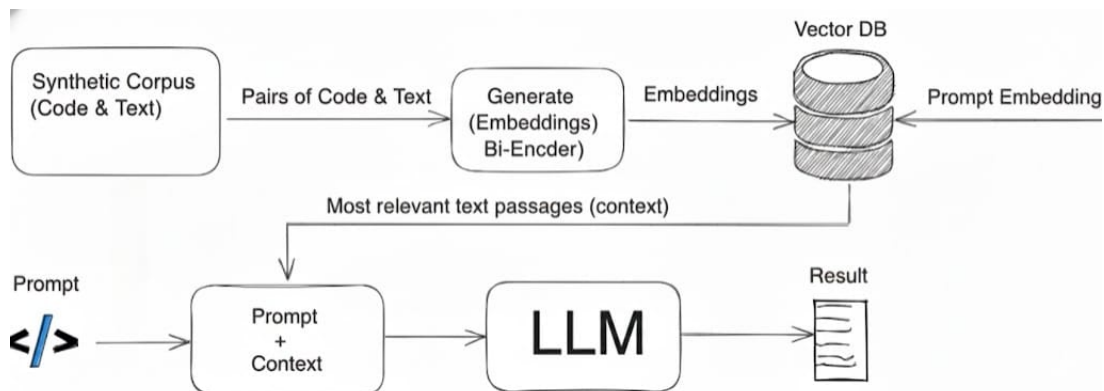 Vector DB
Synthetic Corpus
(Code & Text)
Pairs of Code & Text
Generate
(Embeddings)
Bi-Encder)
Embeddings
Prompt Embedding
Most relevant text passages (context)
Prompt
</>
Prompt
+
Context
LLM
Result